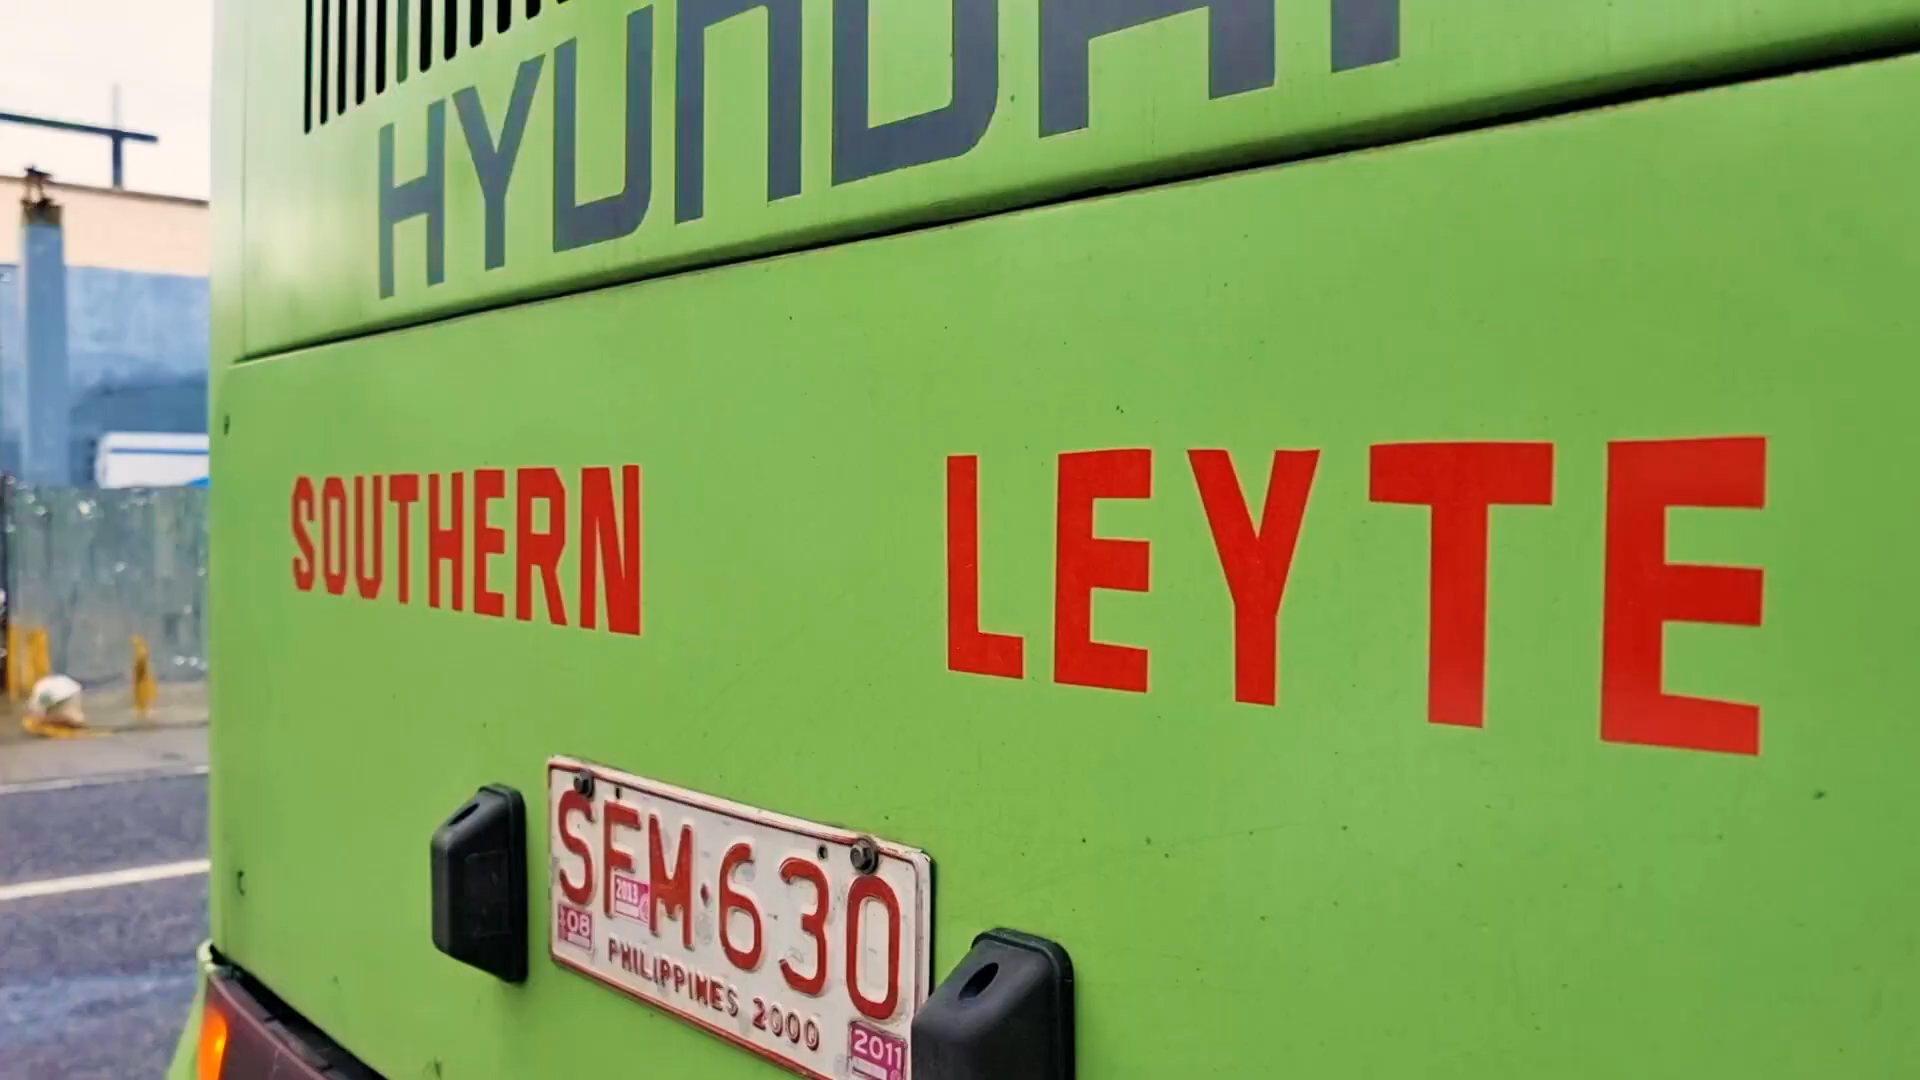 HYUNDAI
SOUTHERN LEYTE
SFM·630
2013
08
PHILIPPINES 2000
2011